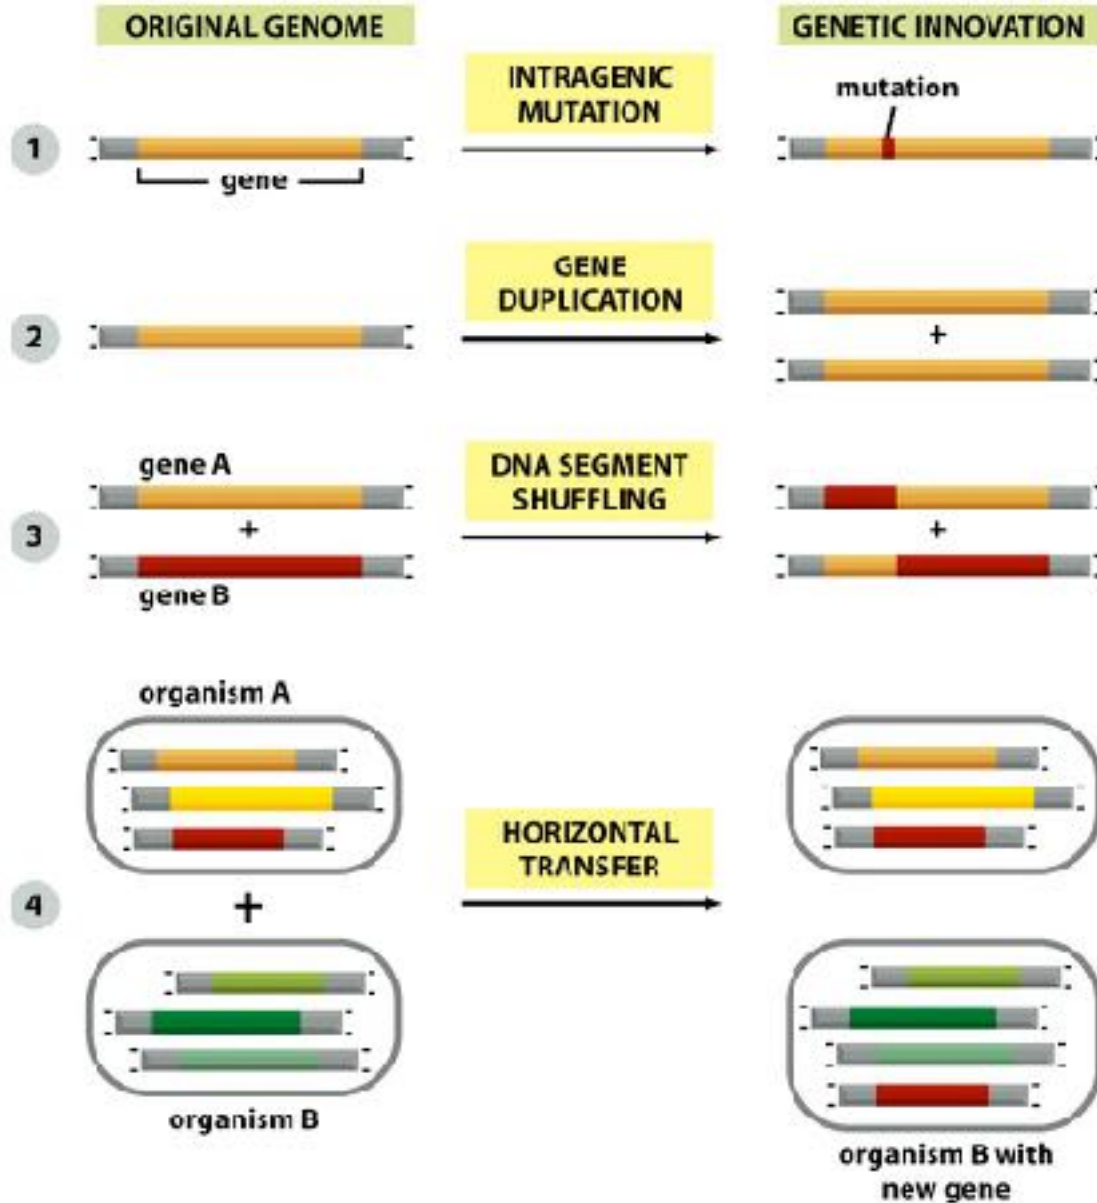 ORIGINAL GENOME
GENETIC INNOVATION
INTRAGENIC
MUTATION
mutation
1
gene
GENE
DUPLICATION
2
+
gene A
DNA SEGMENT
SHUFFLING
3
+
+
gene B
organism A
HORIZONTAL
TRANSFER
4
+
organism B
organism B with
new gene